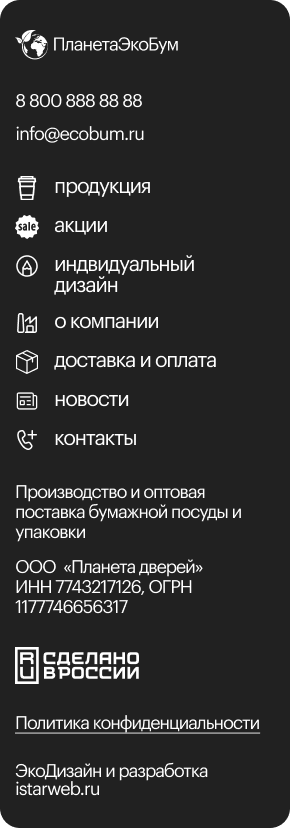 ПланетаЭкоБум
8 800 888 88 88
info@ecobum.ru
продукция
sale акции
индвидуальный
дизайн
о компании
доставка и оплата
новости
контакты
Производство и оптовая
поставка бумажной посуды и
упаковки
ООО «Планета дверей»
ИНН 7743217126, ОГРН
1177746656317
RU СДЕЛАНО
В РОССИИ
Политика конфиденциальности
ЭкоДизайн и разработка
istarweb.ru